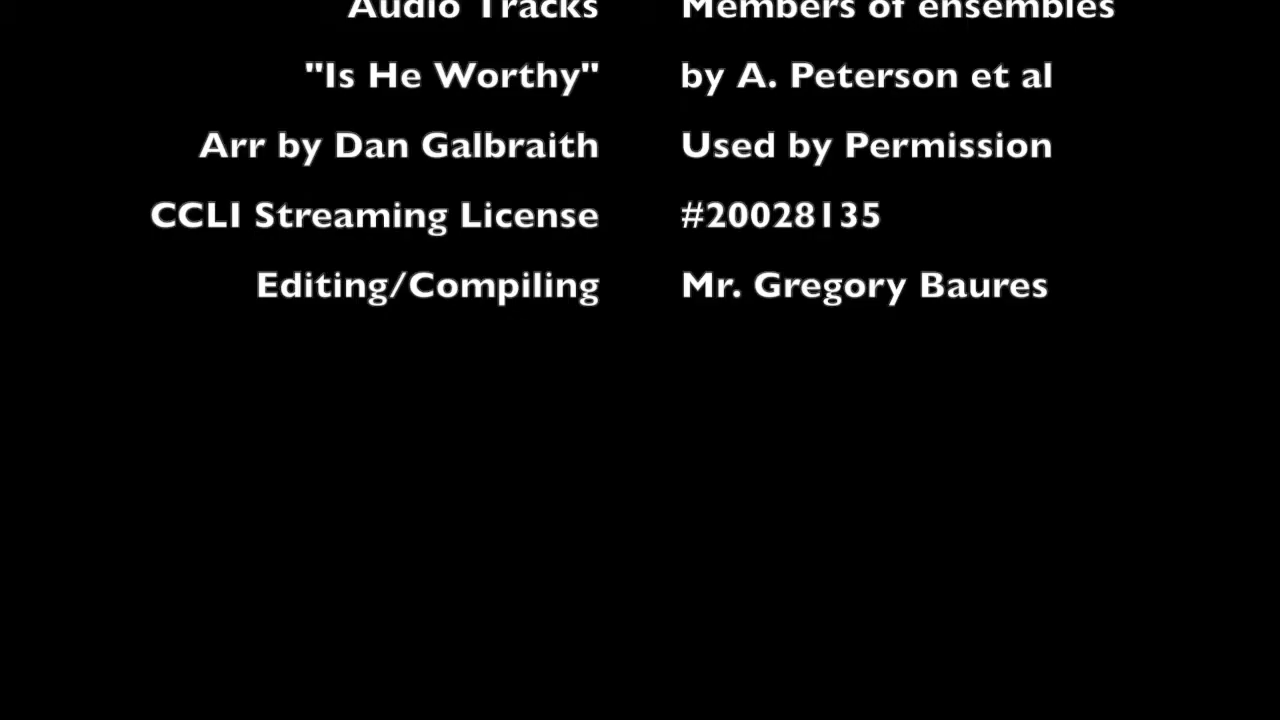 Audio Tracks Members of ensembles
"Is He Worthy" by A. Peterson et al
Arr by Dan Galbraith Used by Permission
CCLI Streaming License #20028135
Editing/Compiling Mr. Gregory Baures